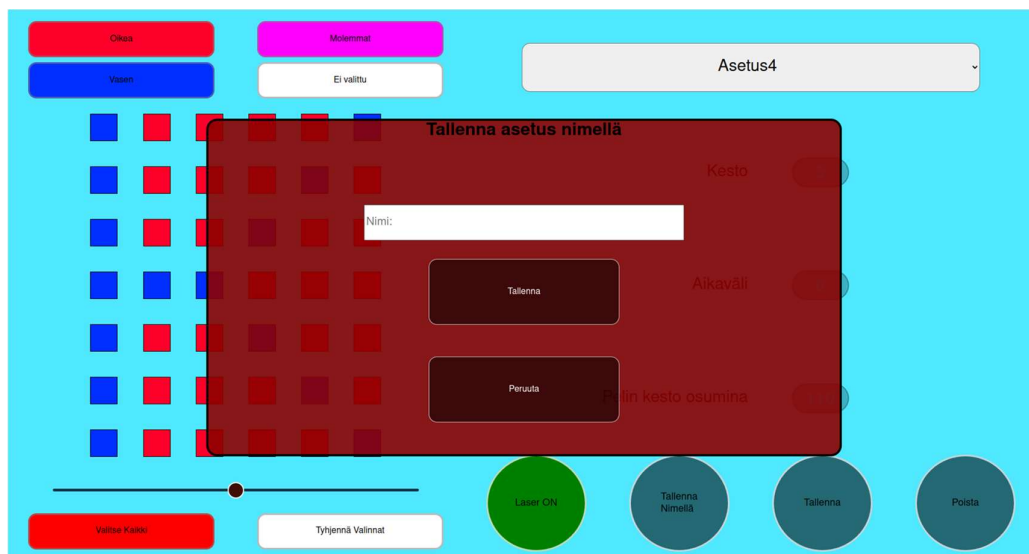 Oikea
Molemmat
Vasen
Ei valittu
Asetus4
Tallenna asetus nimellä
Kesto
Nimi:
Aikaväli
Tallenna
Peruuta
Pelin kesto osumina
Laser ON
Tallenna
Nimellä
Tallenna
Poista
Valitse Kaikki
Tyhjennä Valinnat